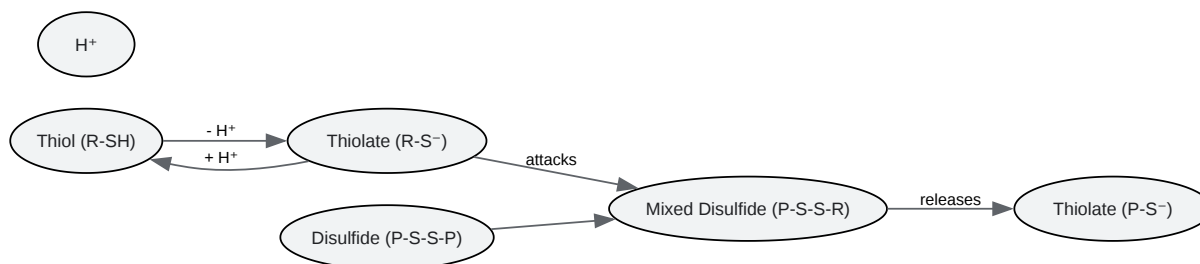 H⁺
Thiol (R-SH)
- H⁺
+ H⁺
Thiolate (R-S⁻)
attacks
Disulfide (P-S-S-P)
Mixed Disulfide (P-S-S-R)
releases
Thiolate (P-S⁻)